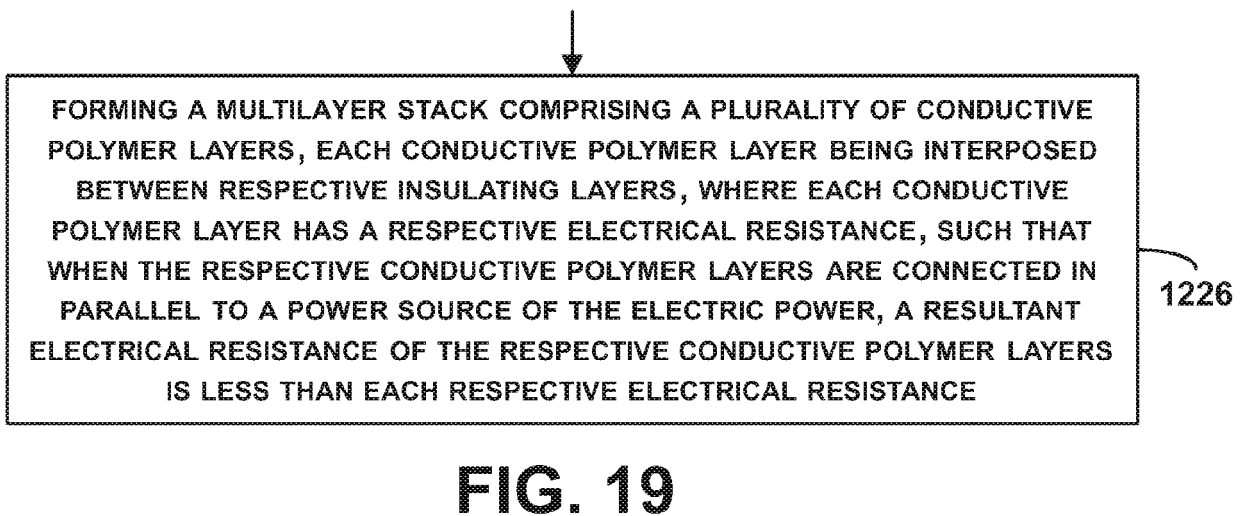 FORMING A MULTILAYER STACK COMPRISING A PLURALITY OF CONDUCTIVE
POLYMER LAYERS, EACH CONDUCTIVE POLYMER LAYER BEING INTERPOSED
BETWEEN RESPECTIVE INSULATING LAYERS, WHERE EACH CONDUCTIVE
POLYMER LAYER HAS A RESPECTIVE ELECTRICAL RESISTANCE, SUCH THAT
WHEN THE RESPECTIVE CONDUCTIVE POLYMER LAYERS ARE CONNECTED IN
PARALLEL TO A POWER SOURCE OF THE ELECTRIC POWER, A RESULTANT
ELECTRICAL RESISTANCE OF THE RESPECTIVE CONDUCTIVE POLYMER LAYERS
IS LESS THAN EACH RESPECTIVE ELECTRICAL RESISTANCE
1226
FIG. 19